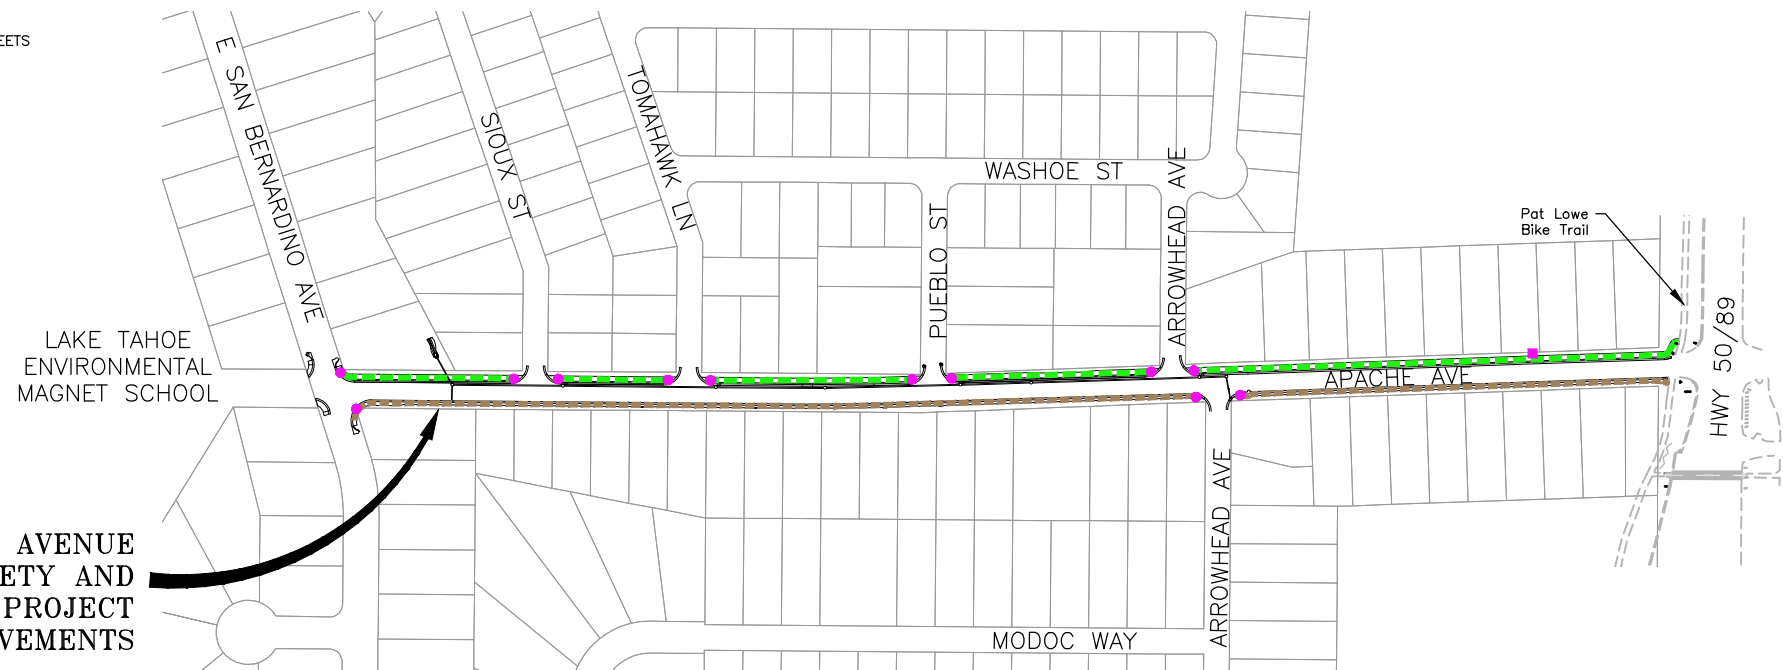 EETS
E SAN BERNARDINO AVE
SIOUX ST
TOMAHAWK LN
WASHOE ST
ARROWHEAD AVE
PUEBLO ST
Pat Lowe
Bike Trail
HWY 50/89
LAKE TAHOE
ENVIRONMENTAL
MAGNET SCHOOL
APACHE AVE
ARROWHEAD AVE
AVENUE
ETY AND
PROJECT
VEMENTS
MODOC WAY